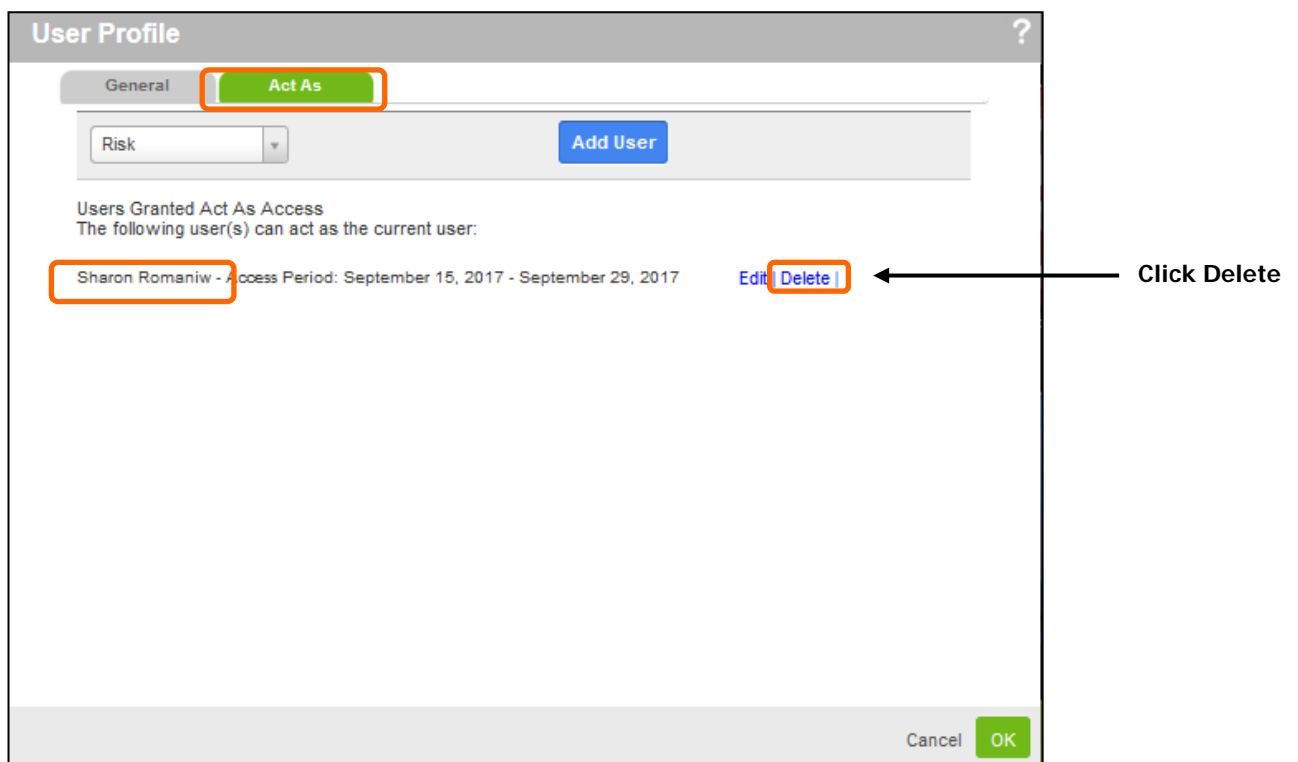 User Profile ?
General Act As
Risk Add User
Users Granted Act As Access
The following user(s) can act as the current user:
Sharon Romaniw - Access Period: September 15, 2017 - September 29, 2017 Edit | Delete | Click Delete
Cancel OK